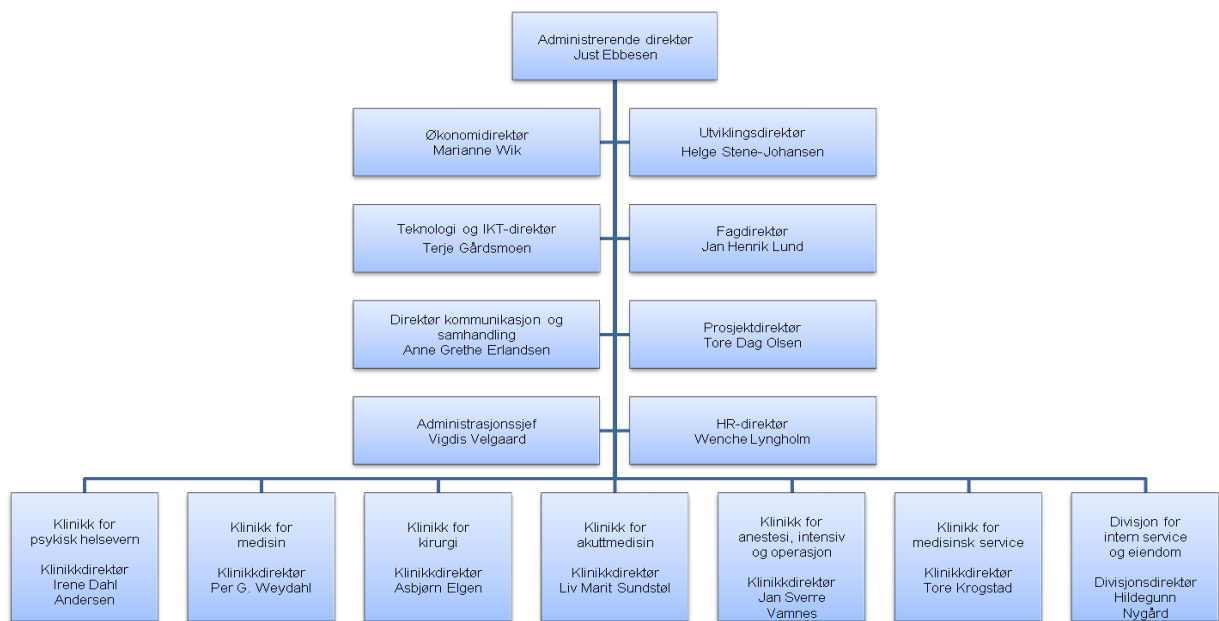 Administrerende direktør
Just Ebbesen
Økonomidirektør
Marianne Wik
Utviklingsdirektør
Helge Stene-Johansen
Teknologi og IKT-direktør
Terje Gårdsmoen
Fagdirektør
Jan Henrik Lund
Direktør kommunikasjon og
samhandling
Anne Grethe Erlandsen
Prosjektdirektør
Tore Dag Olsen
Administrasjonssjef
Vigdis Velgaard
HR-direktør
Wenche Lyngholm
Klinikk for
psykisk helsevern
Klinikkdirektør
Irene Dahl
Andersen
Klinikk for
medisin
Klinikkdirektør
Per G. Weydahl
Klinikk for
kirurgi
Klinikkdirektør
Asbjørn Elgen
Klinikk for
akuttmedisin
Klinikkdirektør
Liv Marit Sundstøl
Klinikk for
anestesi, intensiv
og operasjon
Klinikkdirektør
Jan Sverre
Vamnes
Klinikk for
medisinsk service
Klinikkdirektør
Tore Krogstad
Divisjon for
intern service
og eiendom
Divisjonsdirektør
Hildegunn
Nygård